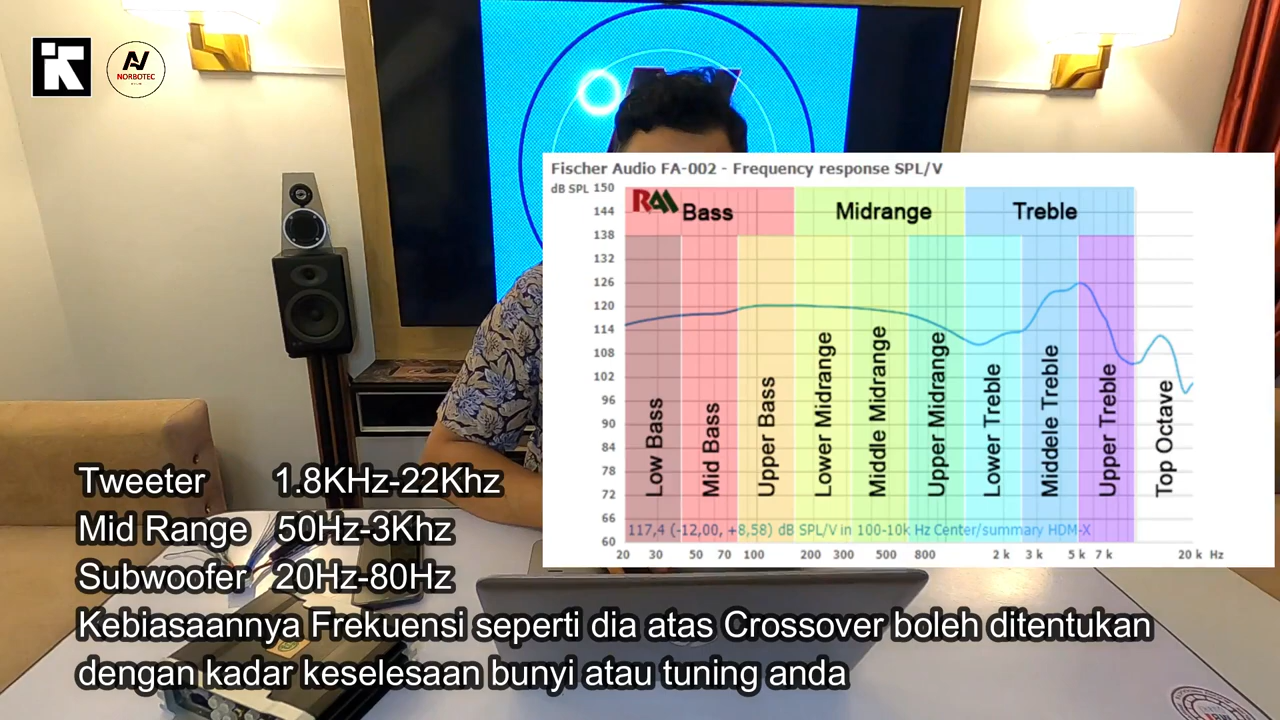 NORBOTEC
Fischer Audio FA-002 - Frequency response SPL/V
dB SPL
150
144
138
132
126
120
114
108
102
96
90
84
78
72
66
60
RAA
Bass
Midrange
Treble
Low Bass
Mid Bass
Upper Bass
Lower Midrange
Middle Midrange
Upper Midrange
Lower Treble
Middele Treble
Upper Treble
Top Octave
117,4 (-12,00, +8,58) dB SPL/V in 100-10k Hz Center/summary HDM-X
20 30 50 70 100 200 300 500 800 2 k 3 k 5 k 7 k 20 k Hz
Tweeter 1.8KHz-22Khz
Mid Range 50Hz-3Khz
Subwoofer 20Hz-80Hz
Kebiasaannya Frekuensi seperti dia atas Crossover boleh ditentukan
dengan kadar keselesaan bunyi atau tuning anda